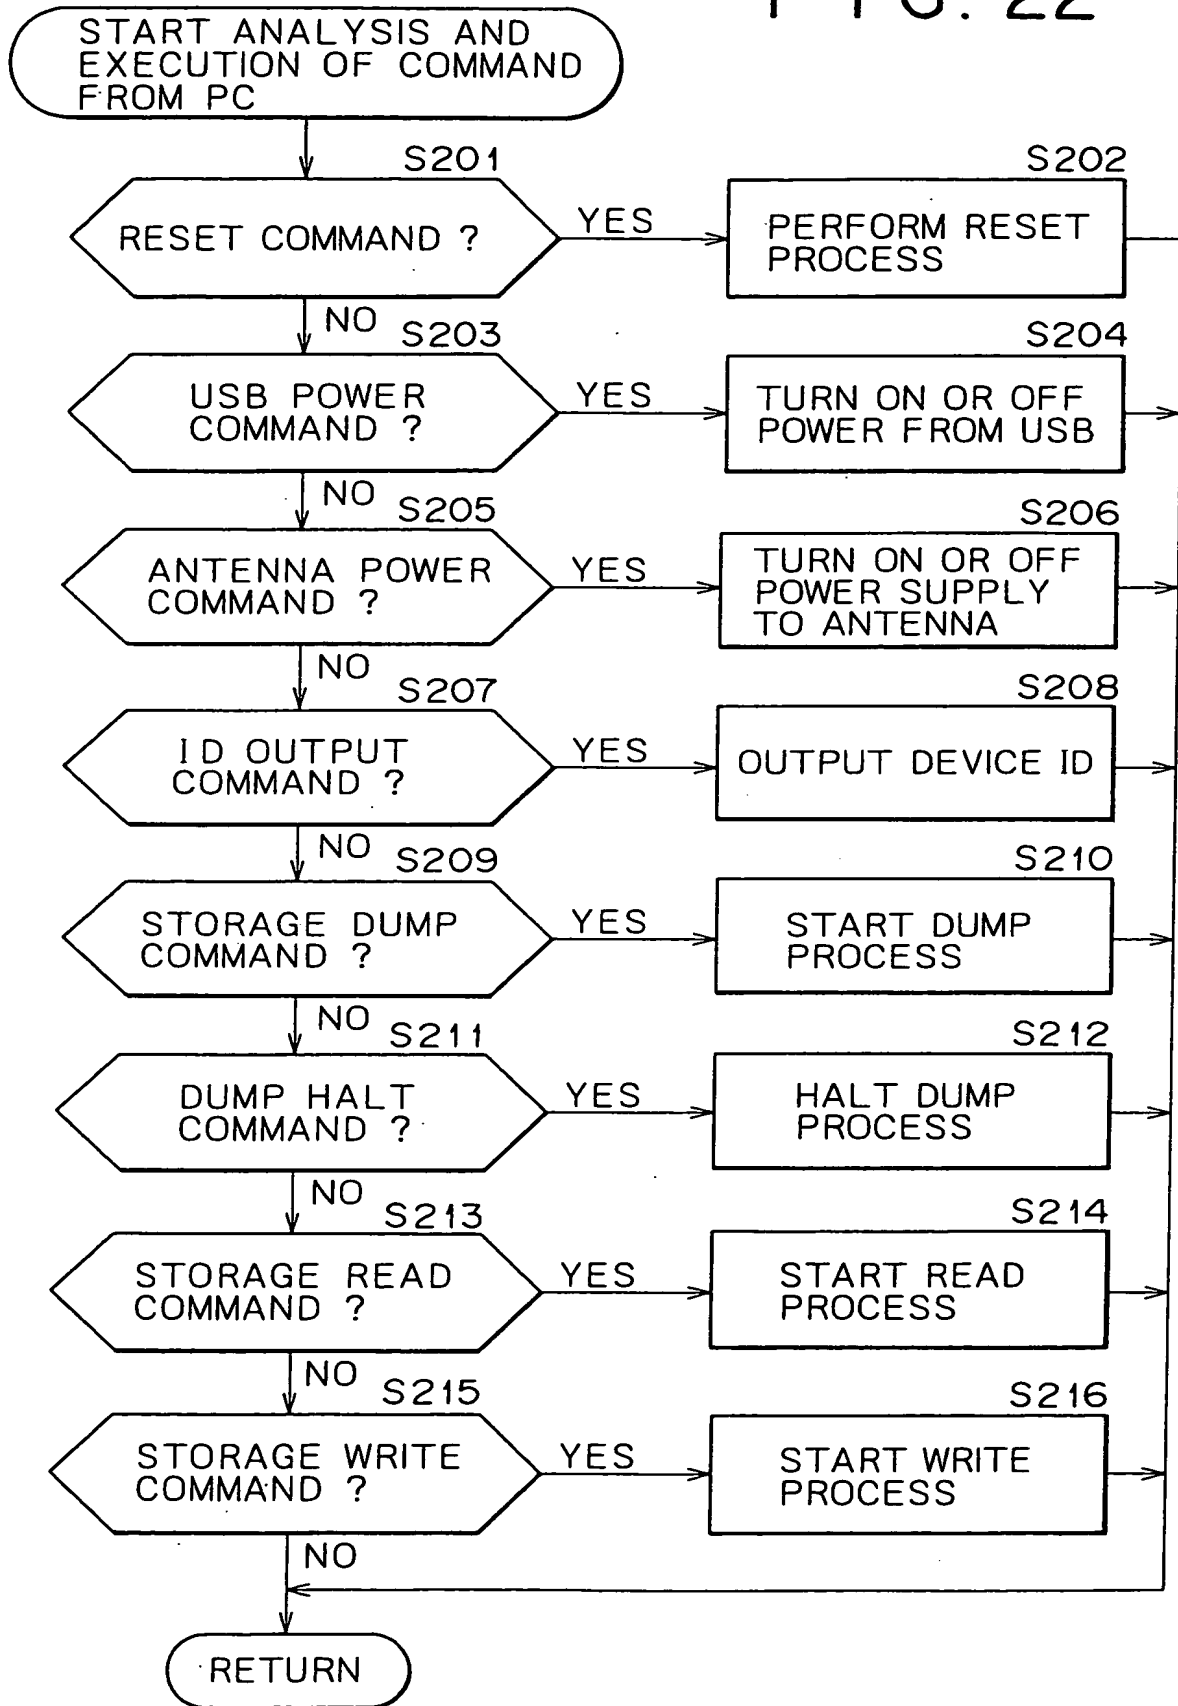 FIG. 22
START ANALYSIS AND
EXECUTION OF COMMAND
FROM PC
S201
RESET COMMAND ?
YES
S202
PERFORM RESET
PROCESS
NO
S203
USB POWER
COMMAND ?
YES
S204
TURN ON OR OFF
POWER FROM USB
NO
S205
ANTENNA POWER
COMMAND ?
YES
S206
TURN ON OR OFF
POWER SUPPLY
TO ANTENNA
NO
S207
ID OUTPUT
COMMAND ?
YES
S208
OUTPUT DEVICE ID
NO
S209
STORAGE DUMP
COMMAND ?
YES
S210
START DUMP
PROCESS
NO
S211
DUMP HALT
COMMAND ?
YES
S212
HALT DUMP
PROCESS
NO
S213
STORAGE READ
COMMAND ?
YES
S214
START READ
PROCESS
NO
S215
STORAGE WRITE
COMMAND ?
YES
S216
START WRITE
PROCESS
NO
RETURN